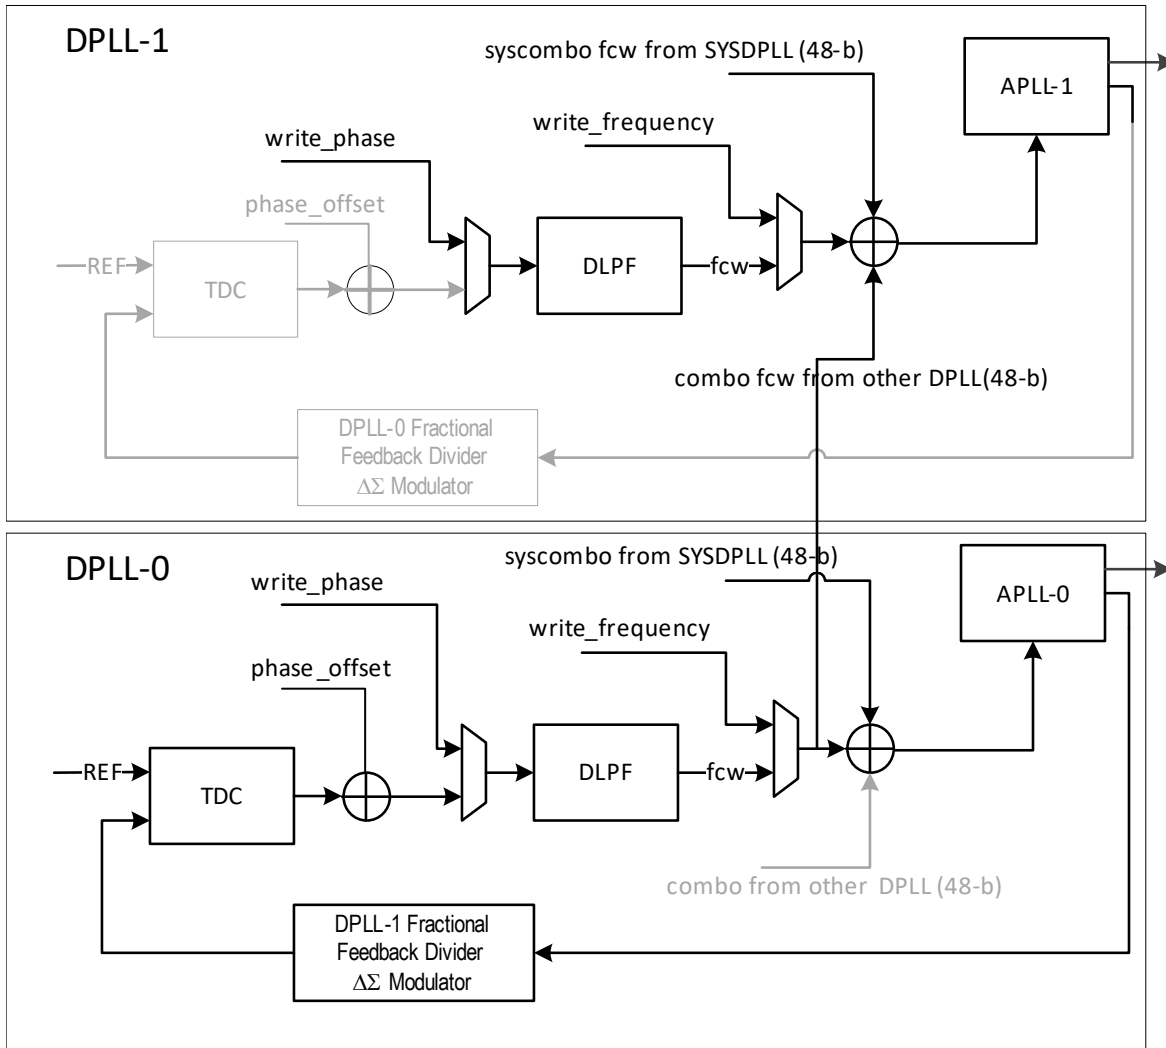 DPLL-1
syscombo fcw from SYSDPLL (48-b)
APLL-1
write_frequency
write_phase
phase_offset
REF
TDC
DLPF
fcw
combo fcw from other DPLL(48-b)
DPLL-0 Fractional
Feedback Divider
ΔΣ Modulator
DPLL-0
syscombo from SYSDPLL (48-b)
APLL-0
write_phase
write_frequency
phase_offset
REF
TDC
DLPF
fcw
combo from other DPLL (48-b)
DPLL-1 Fractional
Feedback Divider
ΔΣ Modulator